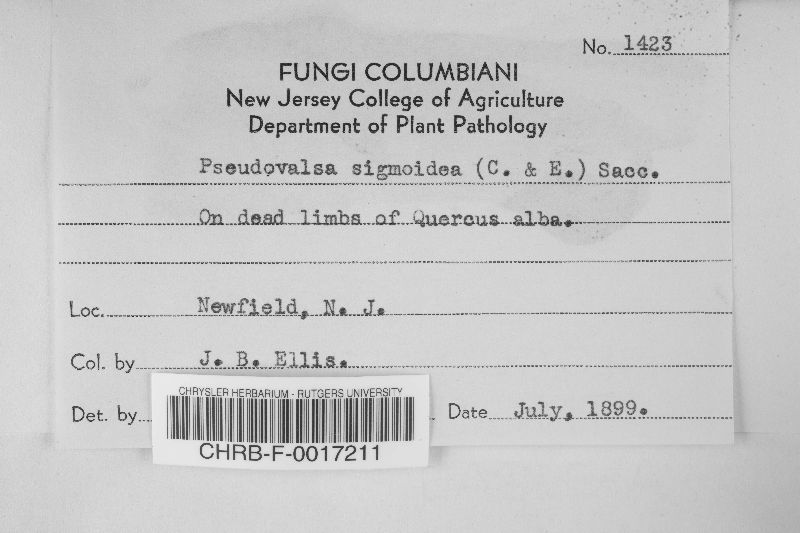 No. 1423
FUNGI COLUMBIANI
New Jersey College of Agriculture
Department of Plant Pathology
Pseudovalsa sigmoidea (C. & E.) Sacc.
On dead limbs of Quercus alba.
Loc. Newfield, N. J.
Col. by J. B. Ellis.
Det. by
Date July, 1899.
CHRYSLER HERBARIUM - RUTGERS UNIVERSITY
CHRB-F-0017211